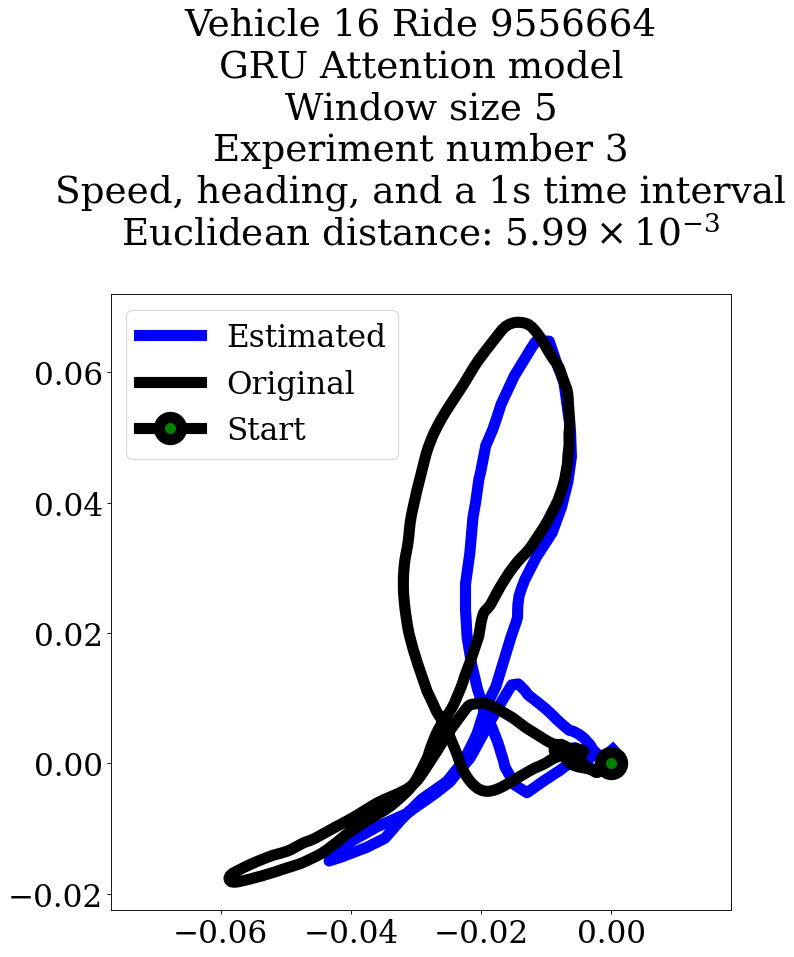 Vehicle 16 Ride 9556664
GRU Attention model
Window size 5
Experiment number 3
Speed, heading, and a 1s time interval
Euclidean distance: 5.99 × 10⁻³
Estimated
Original
Start
0.06
0.04
0.02
0.00
−0.02
−0.06 −0.04 −0.02 0.00